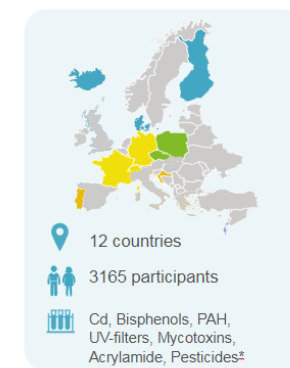 12 countries
3165 participants
Cd, Bisphenols, PAH,
UV-filters, Mycotoxins,
Acrylamide, Pesticides*